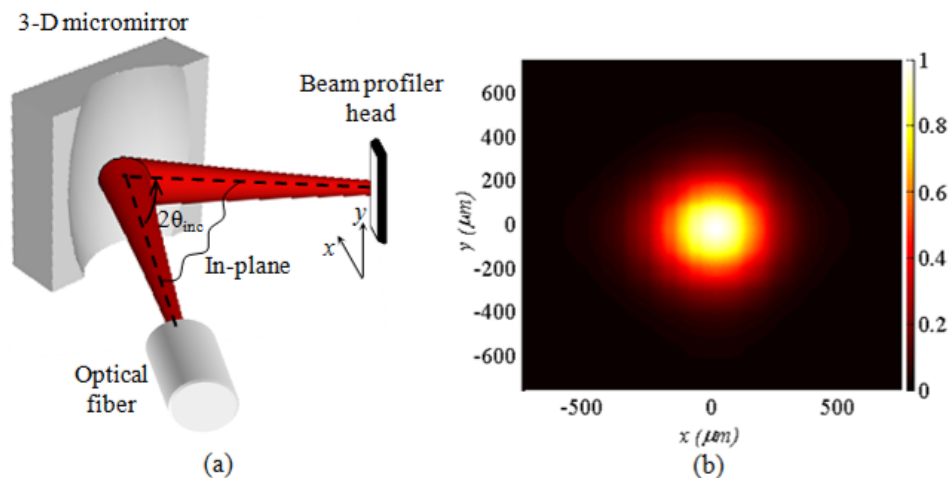 3-D micromirror
Beam profiler
head
2θinc
y
x
In-plane
Optical
fiber
(a)
600
400
200
0
-200
-400
-600
y (μm)
-500
0
500
x (μm)
1
0.8
0.6
0.4
0.2
0
(b)